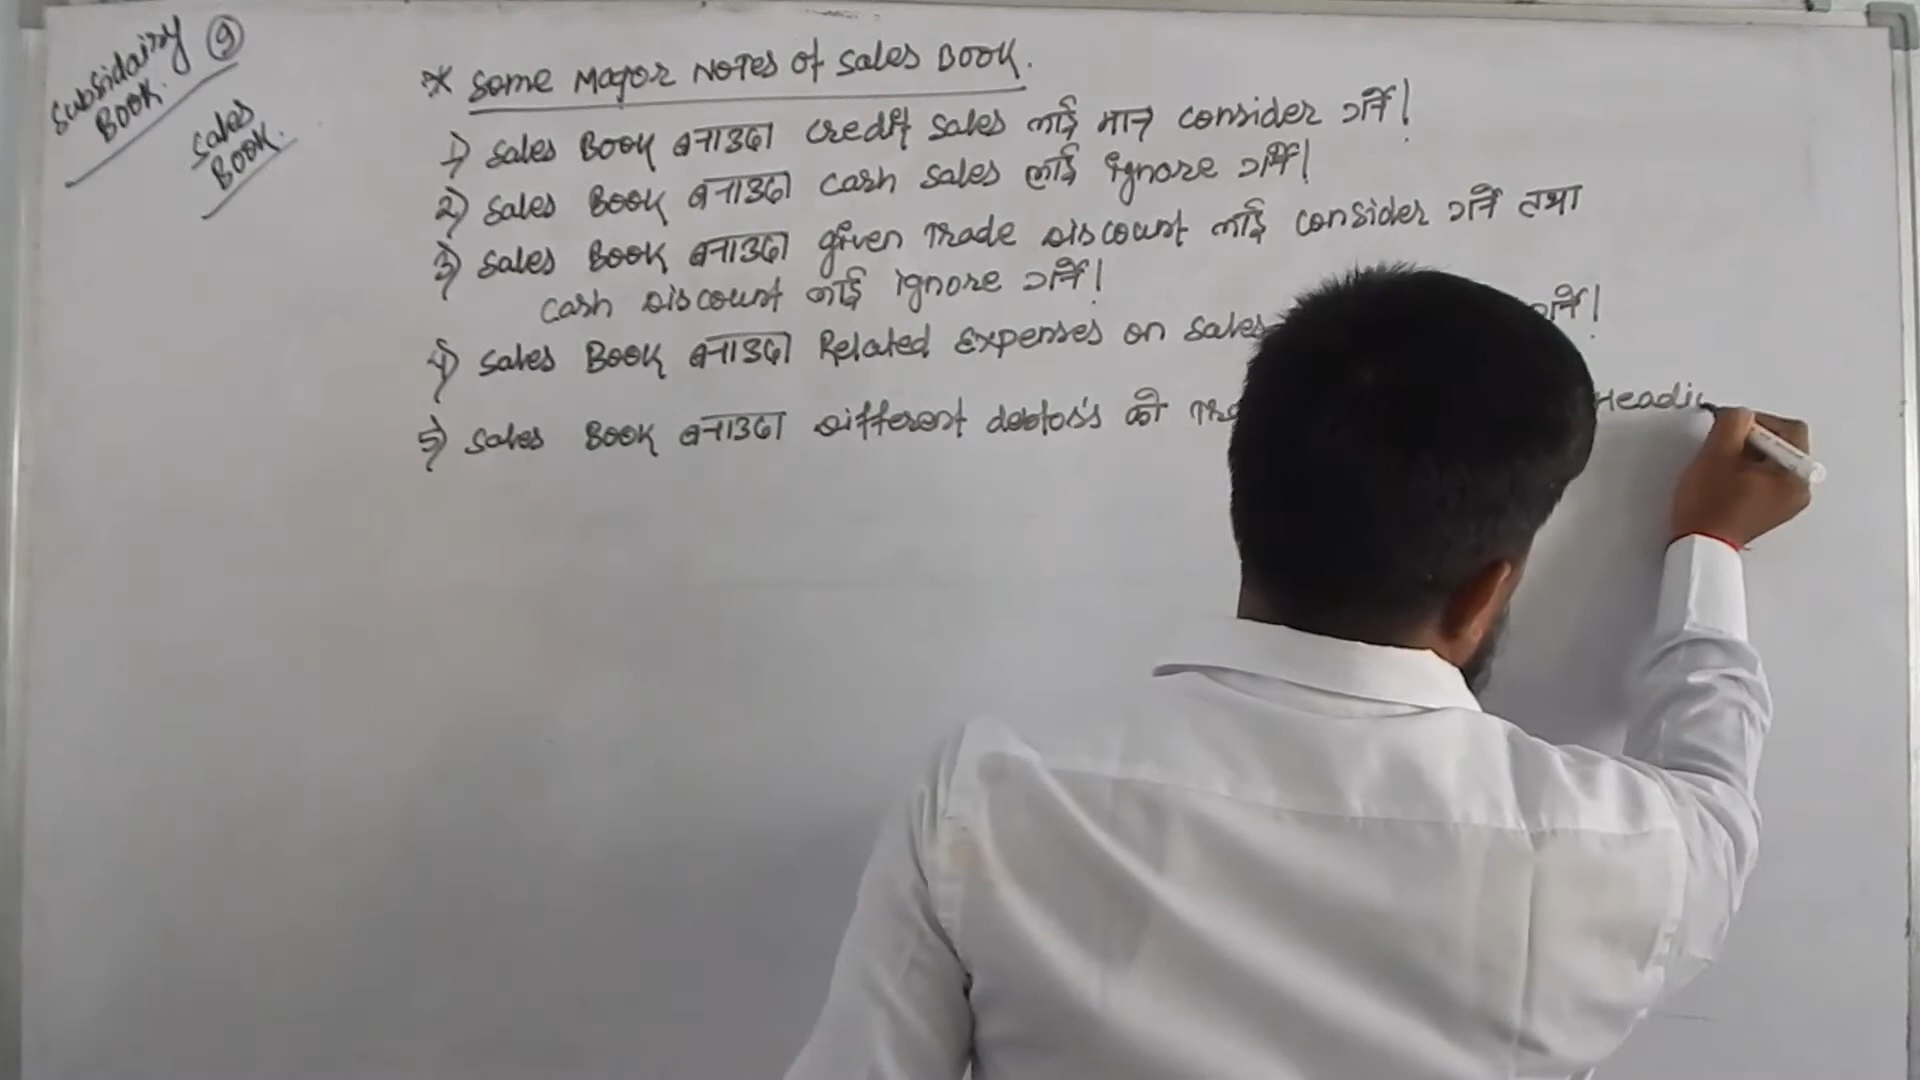 Subsidairy ⑨
Book.
Sales
Book.
* Some Major Notes of Sales Book.
1) Sales Book बनाउदा credit sales लाई मात्र consider गर्ने।
2) Sales Book बनाउदा cash sales लाई ignore गर्ने।
3) Sales Book बनाउदा given Trade Discount लाई consider गर्ने तथा
cash Discount लाई ignore गर्ने।
4) Sales Book बनाउदा Related Expenses on Sales गर्ने।
5) Sales Book बनाउदा Different debtor's को Headi